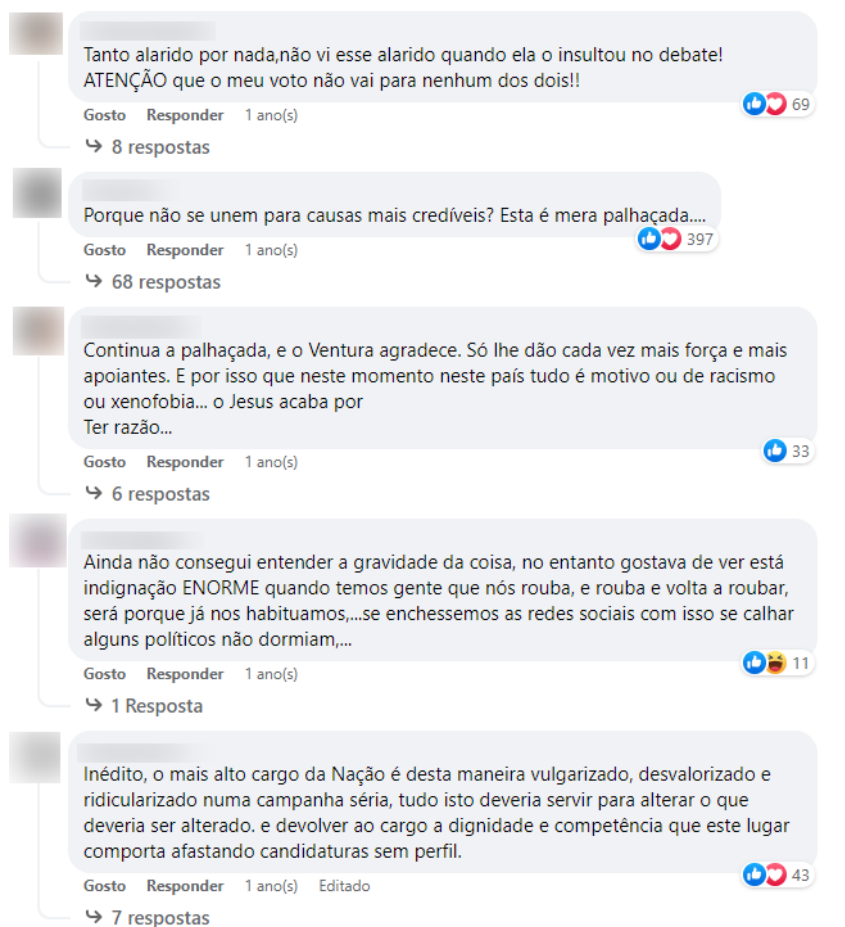 Tanto alarido por nada,não vi esse alarido quando ela o insultou no debate!
ATENÇÃO que o meu voto não vai para nenhum dos dois!!
69
Gosto Responder 1 ano(s)
8 respostas
Porque não se unem para causas mais credíveis? Esta é mera palhaçada....
397
Gosto Responder 1 ano(s)
68 respostas
Continua a palhaçada, e o Ventura agradece. Só lhe dão cada vez mais força e mais
apoiantes. E por isso que neste momento neste país tudo é motivo ou de racismo
ou xenofobia... o Jesus acaba por
Ter razão...
33
Gosto Responder 1 ano(s)
6 respostas
Ainda não consegui entender a gravidade da coisa, no entanto gostava de ver está
indignação ENORME quando temos gente que nós rouba, e rouba e volta a roubar,
será porque já nos habituamos,...se enchessemos as redes sociais com isso se calhar
alguns políticos não dormiam,...
11
Gosto Responder 1 ano(s)
1 Resposta
Inédito, o mais alto cargo da Nação é desta maneira vulgarizado, desvalorizado e
ridicularizado numa campanha séria, tudo isto deveria servir para alterar o que
deveria ser alterado. e devolver ao cargo a dignidade e competência que este lugar
comporta afastando candidaturas sem perfil.
43
Gosto Responder 1 ano(s) Editado
7 respostas